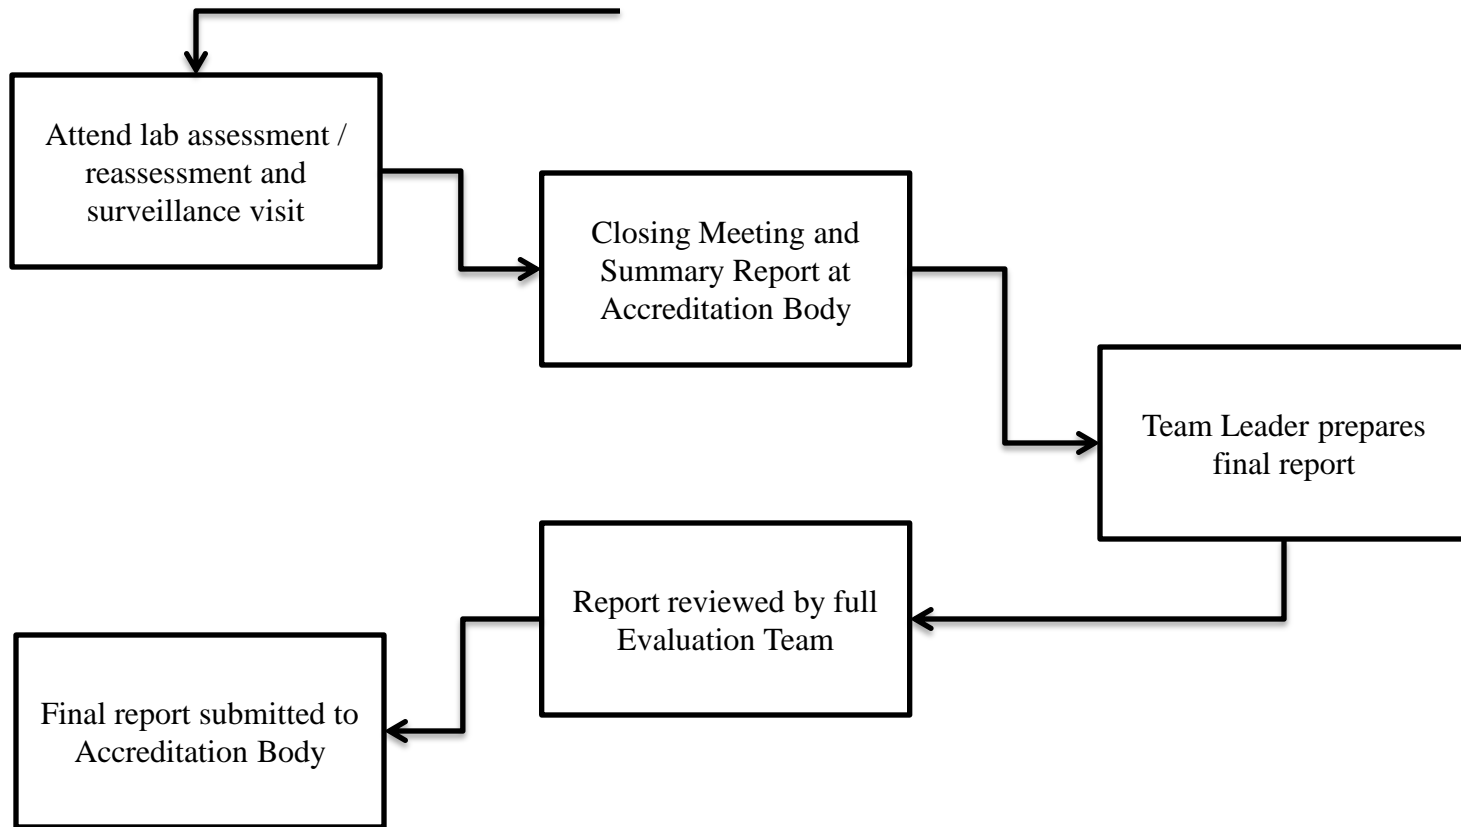 Attend lab assessment /
reassessment and
surveillance visit
Closing Meeting and
Summary Report at
Accreditation Body
Team Leader prepares
final report
Report reviewed by full
Evaluation Team
Final report submitted to
Accreditation Body